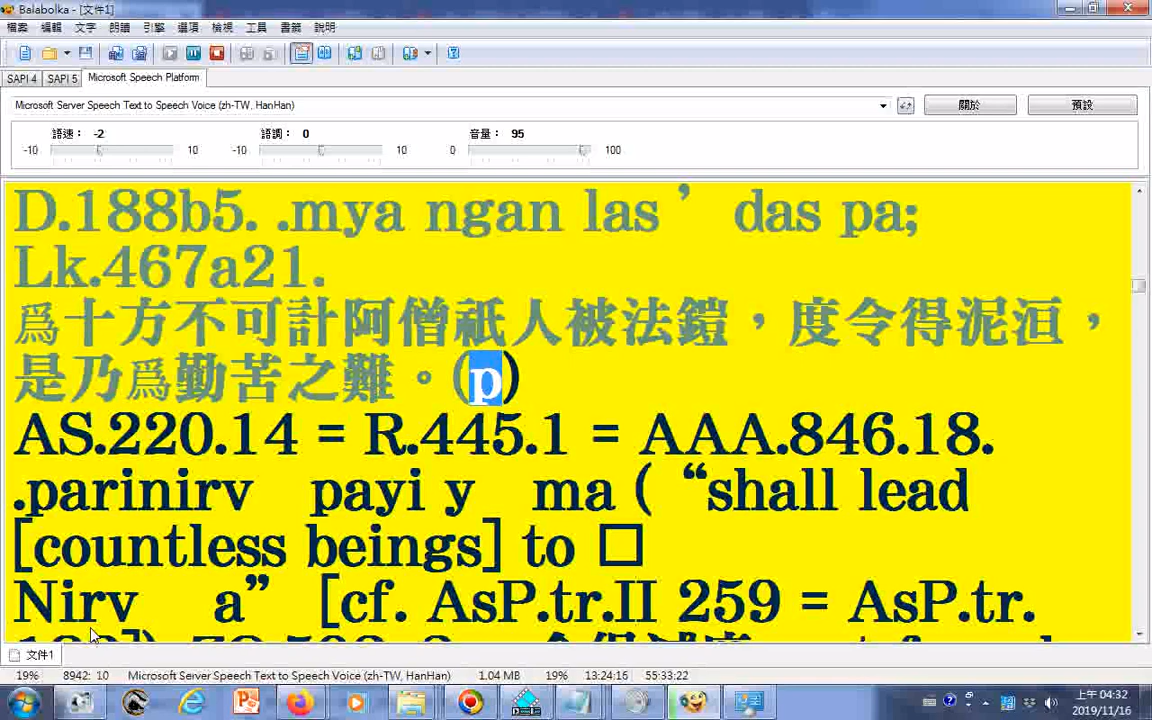 Balabolka - [文件1]
檔案 編輯 文字 朗讀 引擎 選項 檢視 工具 書籤 說明
SAPI 4 SAPI 5 Microsoft Speech Platform
Microsoft Server Speech Text to Speech Voice (zh-TW, HanHan) 關於 預設
語速： -2 語調： 0 音量： 95
-10 10 -10 10 0 100
D.188b5. .mya ngan las ’das pa;
Lk.467a21.
爲十方不可計阿僧祇人被法鎧，度令得泥洹，
是乃爲勤苦之難。(p)
AS.220.14 = R.445.1 = AAA.846.18.
.parinirv payi y ma ( “shall lead
[countless beings] to □
Nirv a” [cf. AsP.tr.II 259 = AsP.tr.
文件1
19% 8942: 10 Microsoft Server Speech Text to Speech Voice (zh-TW, HanHan) 1.04 MB 19% 13:24:16 55:33:22
上午 04:32
2019/11/16